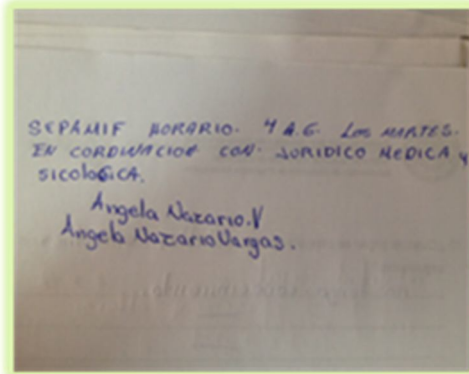 SEPAMIF HORARIO. 4 A.6. LOS MARTES.
EN CORDINACION CON. JURIDICO MEDICA Y
SICOLOGICA.
Angela Nazario.V
Angela Nazario Vargas.